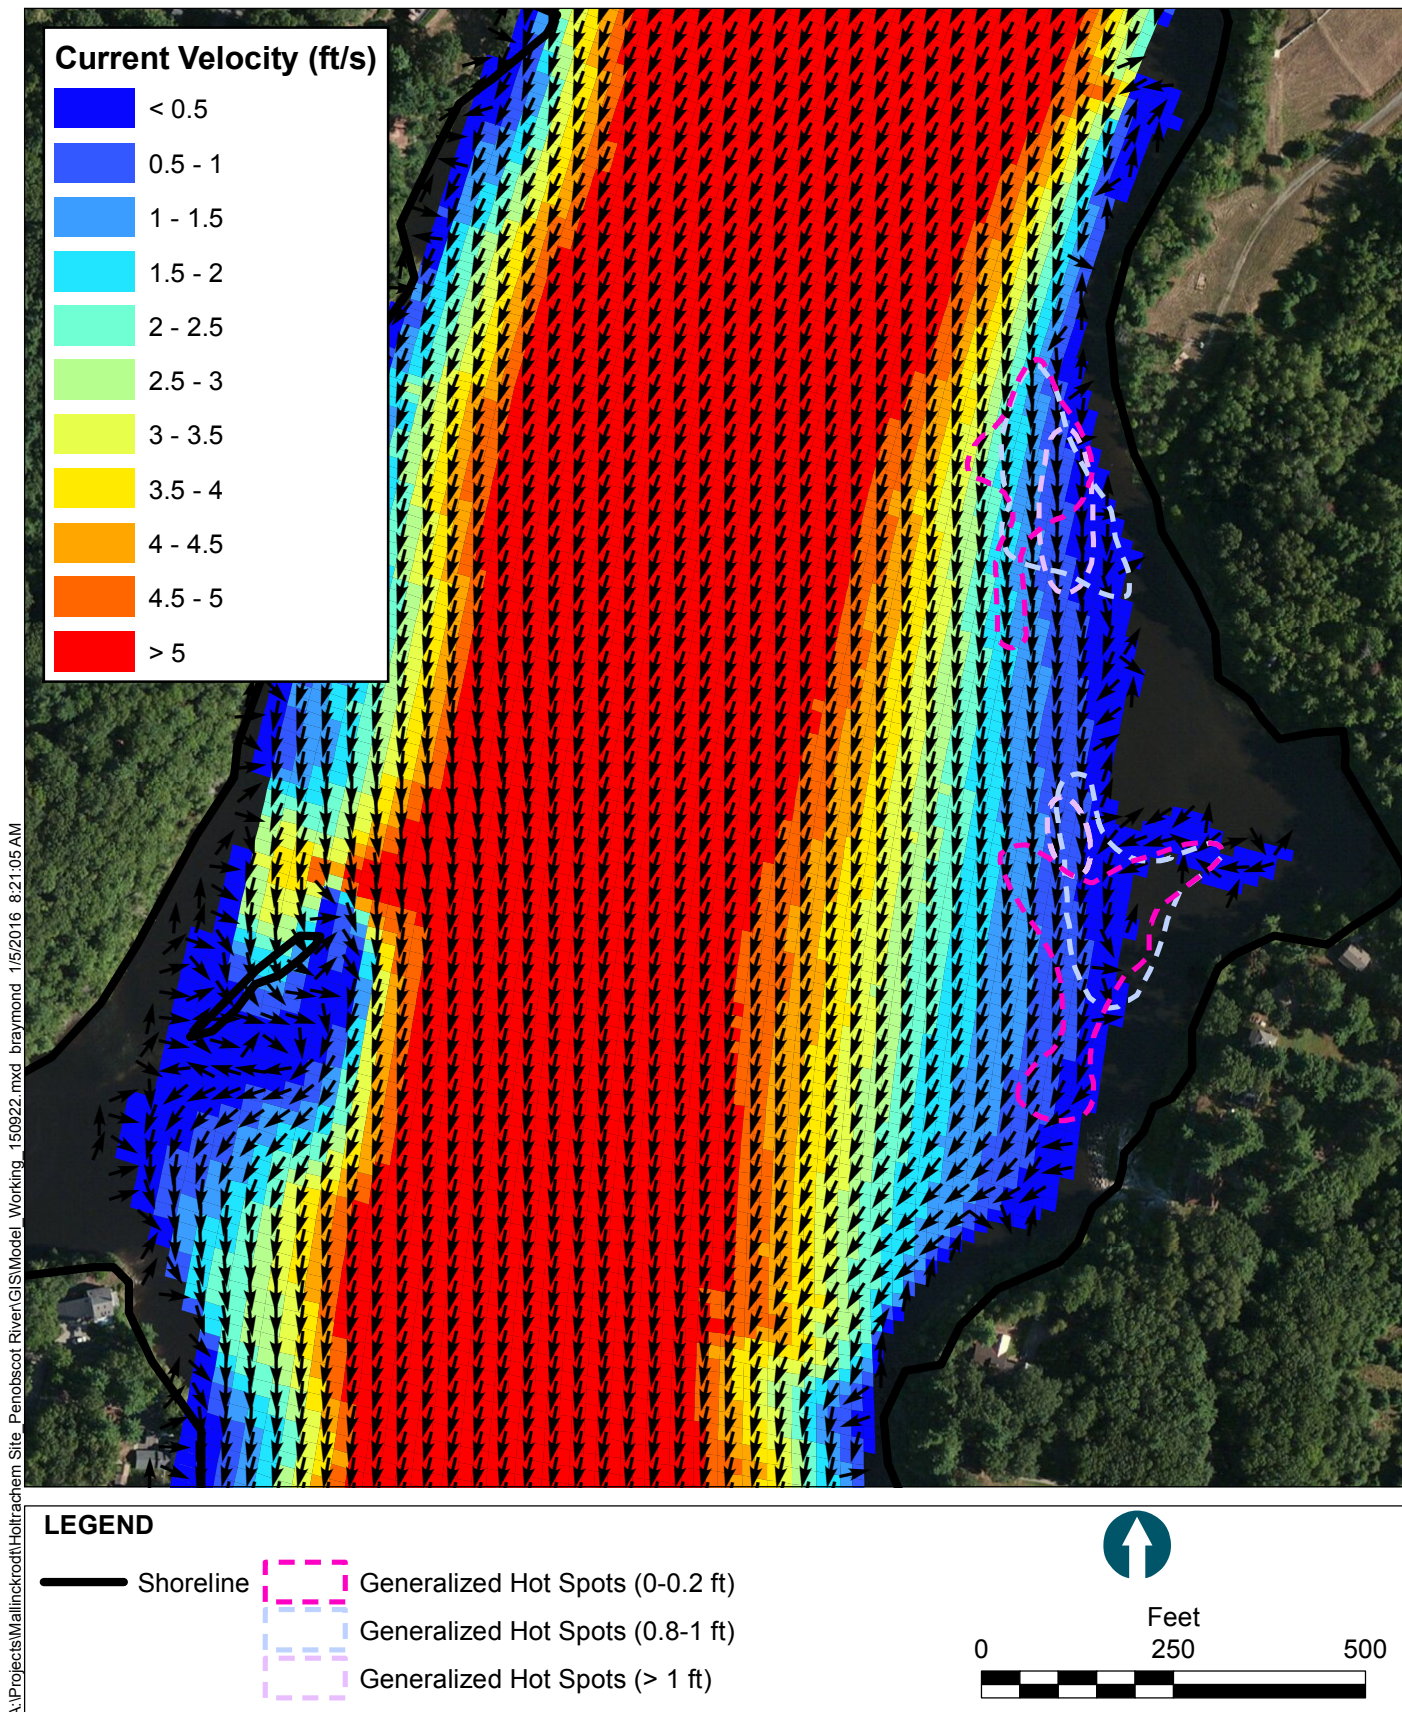 Current Velocity (ft/s)
< 0.5
0.5 - 1
1 - 1.5
1.5 - 2
2 - 2.5
2.5 - 3
3 - 3.5
3.5 - 4
4 - 4.5
4.5 - 5
> 5
A:\Projects\Mallinckrodt\Holtrachem_Site_Penobscot River\GIS\Model_Working_150922.mxd braymond 1/5/2016 8:21:05 AM
LEGEND
Shoreline
Generalized Hot Spots (0-0.2 ft)
Generalized Hot Spots (0.8-1 ft)
Generalized Hot Spots (> 1 ft)
Feet
0 250 500